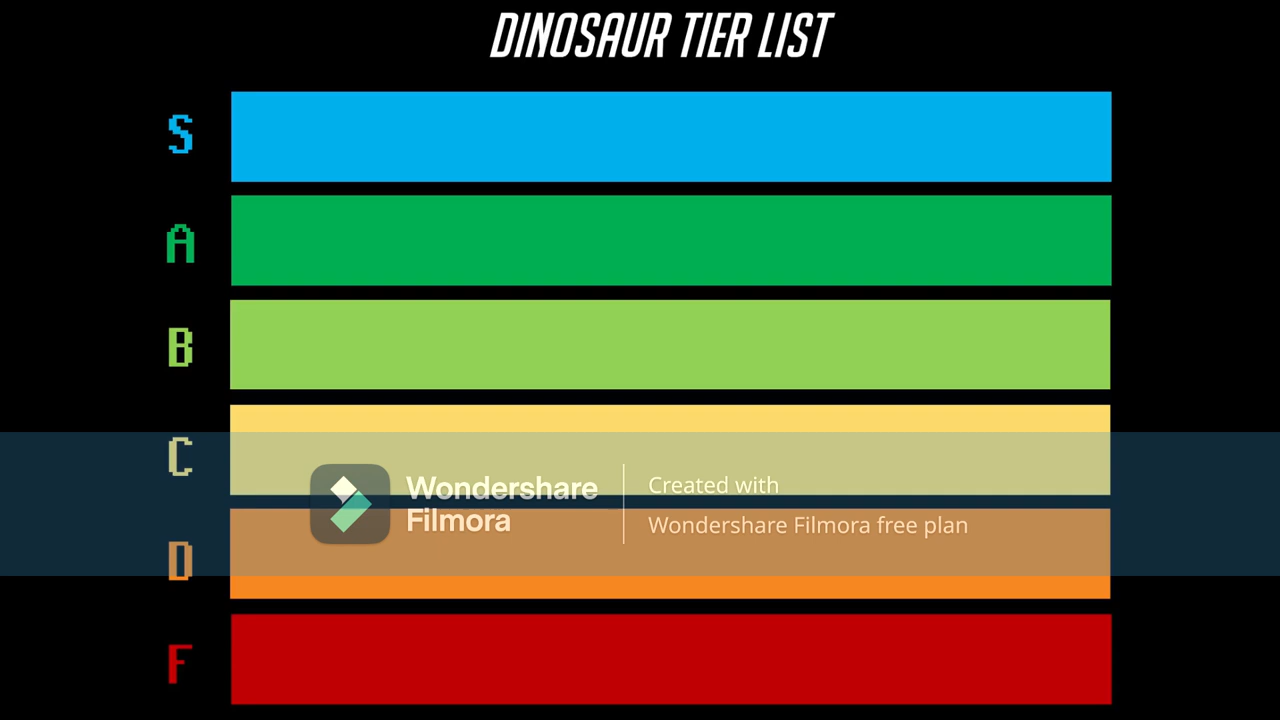 DINOSAUR TIER LIST
S
A
B
C
Wondershare
Filmora
Created with
Wondershare Filmora free plan
D
F